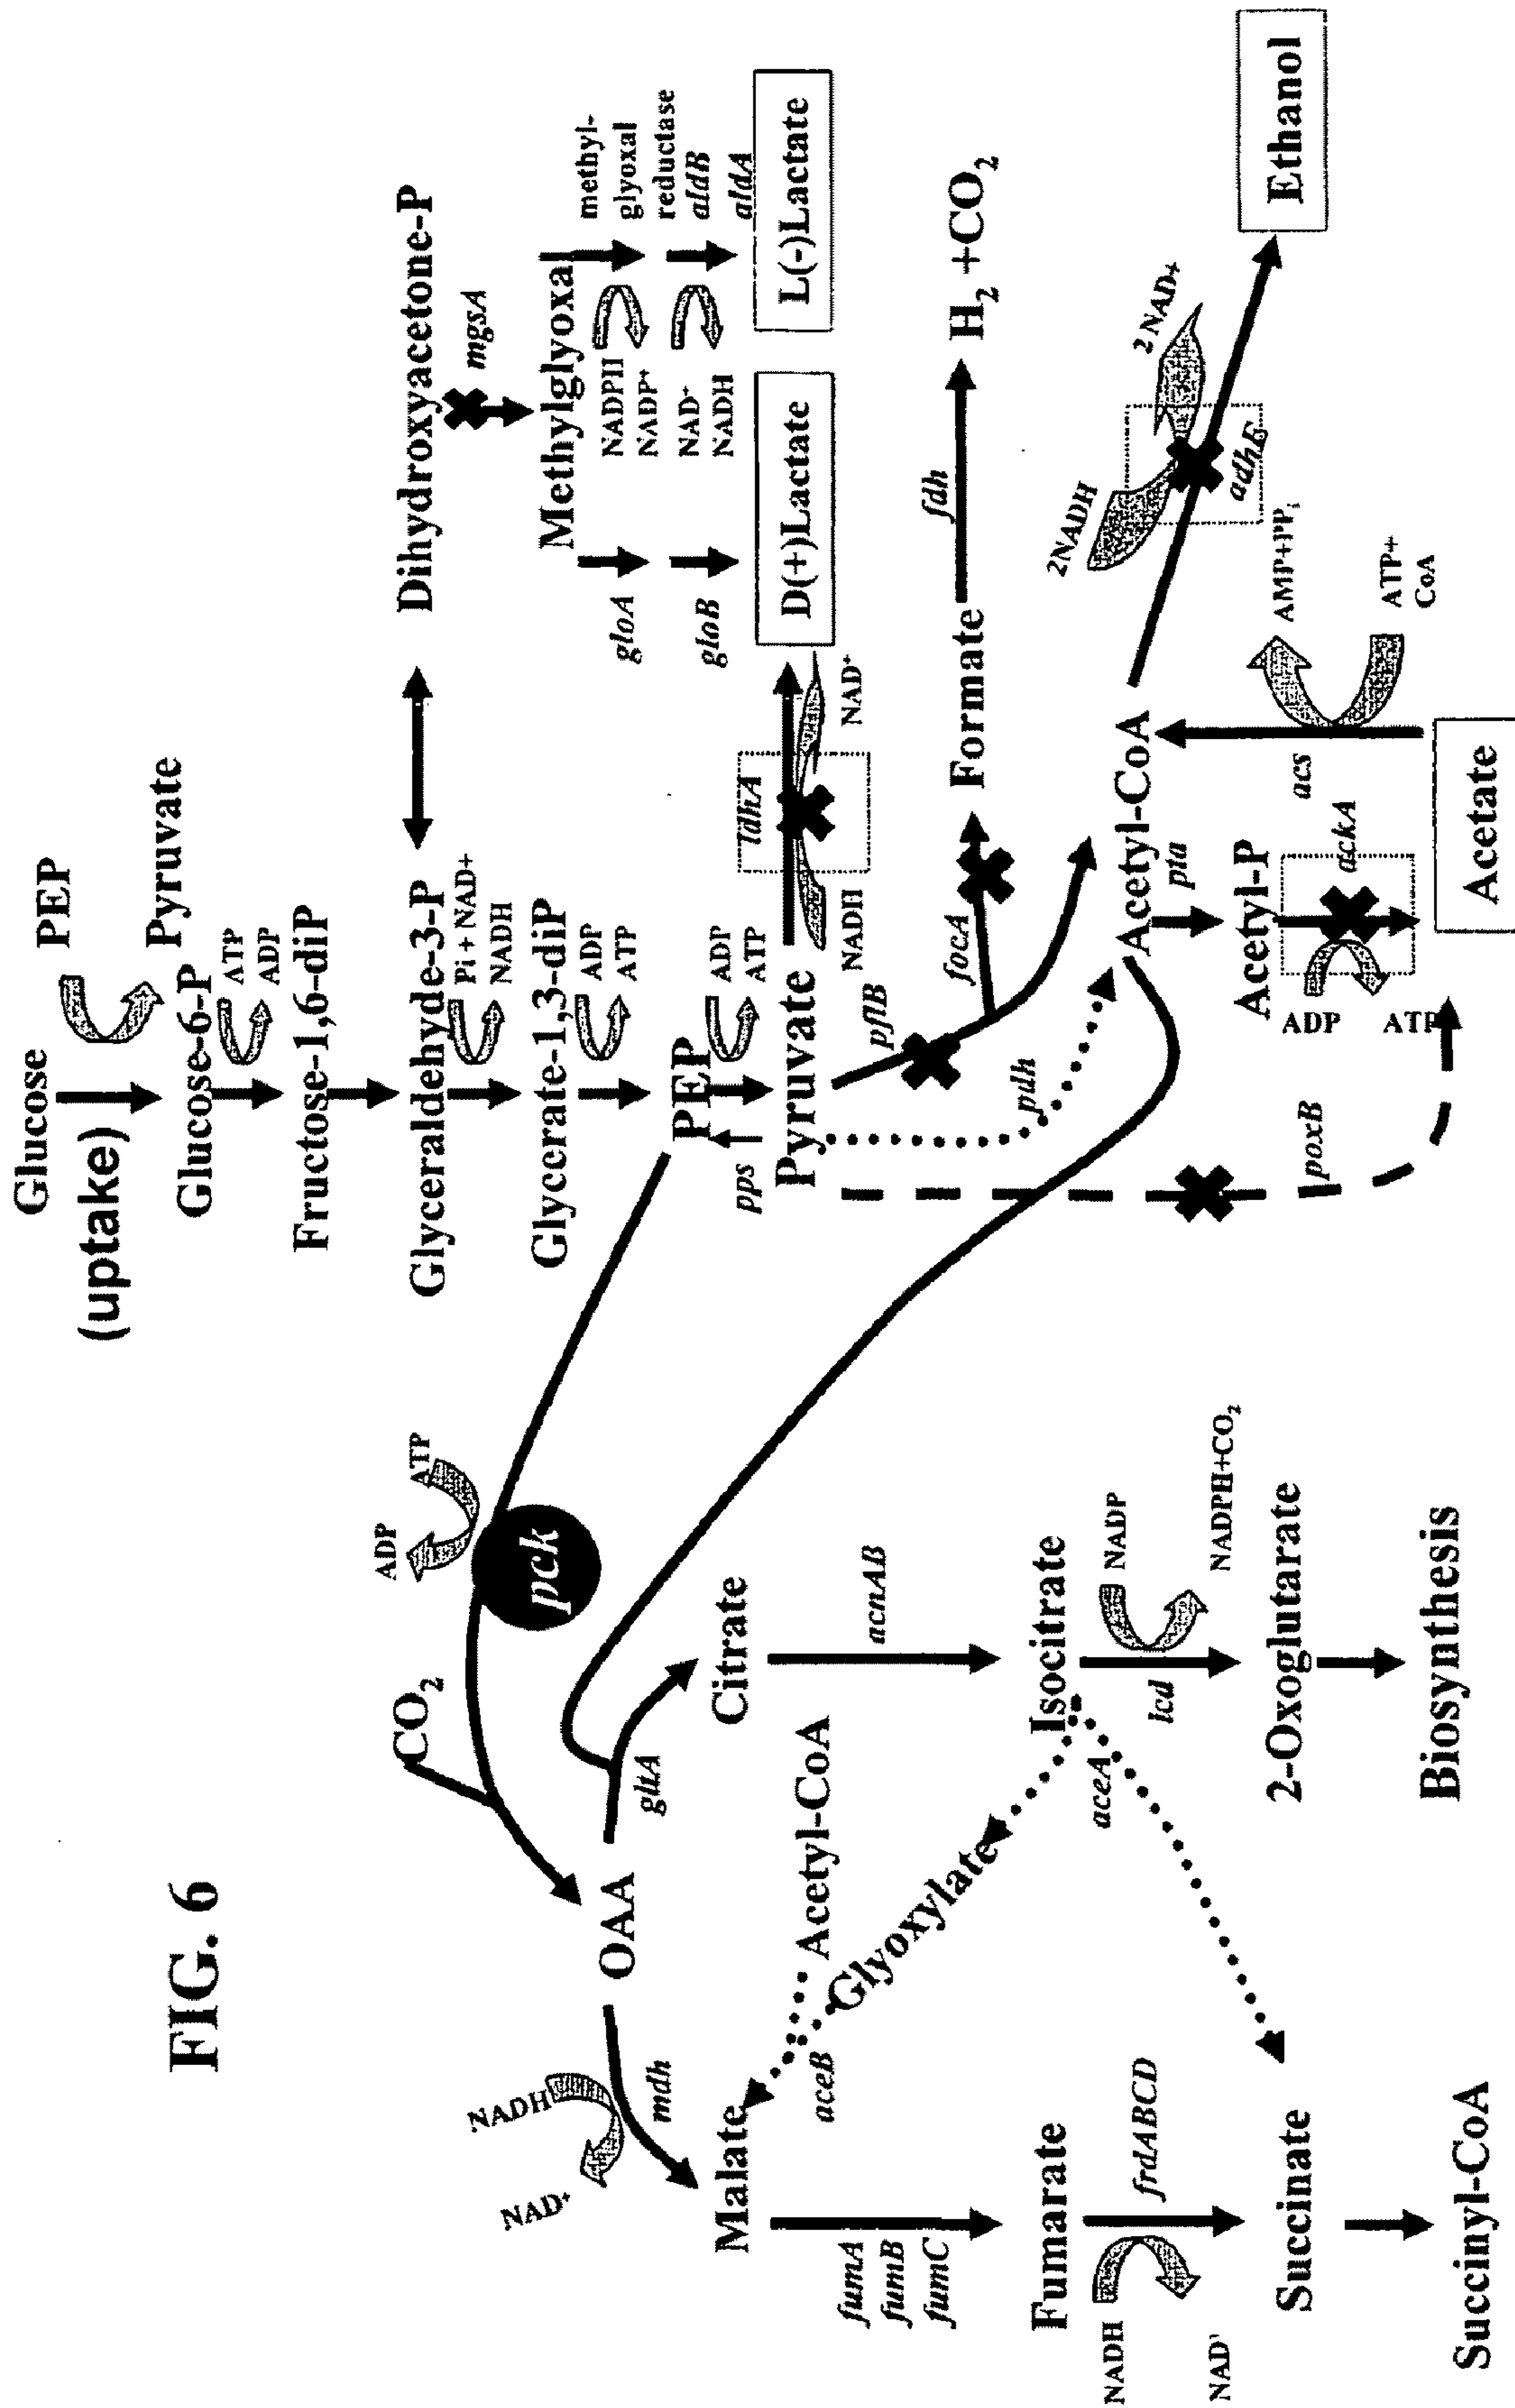 FIG. 6
Glucose
(uptake)
PEP
Pyruvate
Glucose-6-P
ATP
ADP
Fructose-1,6-diP
Glyceraldehyde-3-P
Dihydroxyacetone-P
Pi + NAD+
NADH
mgsA
Glycerate-1,3-diP
ADP
ATP
Methylglyoxal
methyl-
glyoxal
reductase
aldB
aldA
gloA
gloB
NADPH
NADP+
NAD+
NADH
PEP
ADP
ATP
pps
Pyruvate
ldhA
NADH
NAD+
D(+)Lactate
L(-)Lactate
pflB
focA
Formate
fdh
H2 +CO2
pdh
poxB
Acetyl-CoA
2NADH
2 NAD+
adhE
Ethanol
pta
Acetyl-P
ackA
ADP
ATP
acs
AMP+PPi
ATP+
CoA
Acetate
ADP
ATP
pck
CO2
OAA
gltA
Citrate
acnAB
Isocitrate
NADP
NADPH+CO2
icd
2-Oxoglutarate
Biosynthesis
NADH
NAD+
mdh
Malate
Acetyl-CoA
aceB
Glyoxylate
aceA
fumA
fumB
fumC
Fumarate
frdABCD
NADH
NAD+
Succinate
Succinyl-CoA